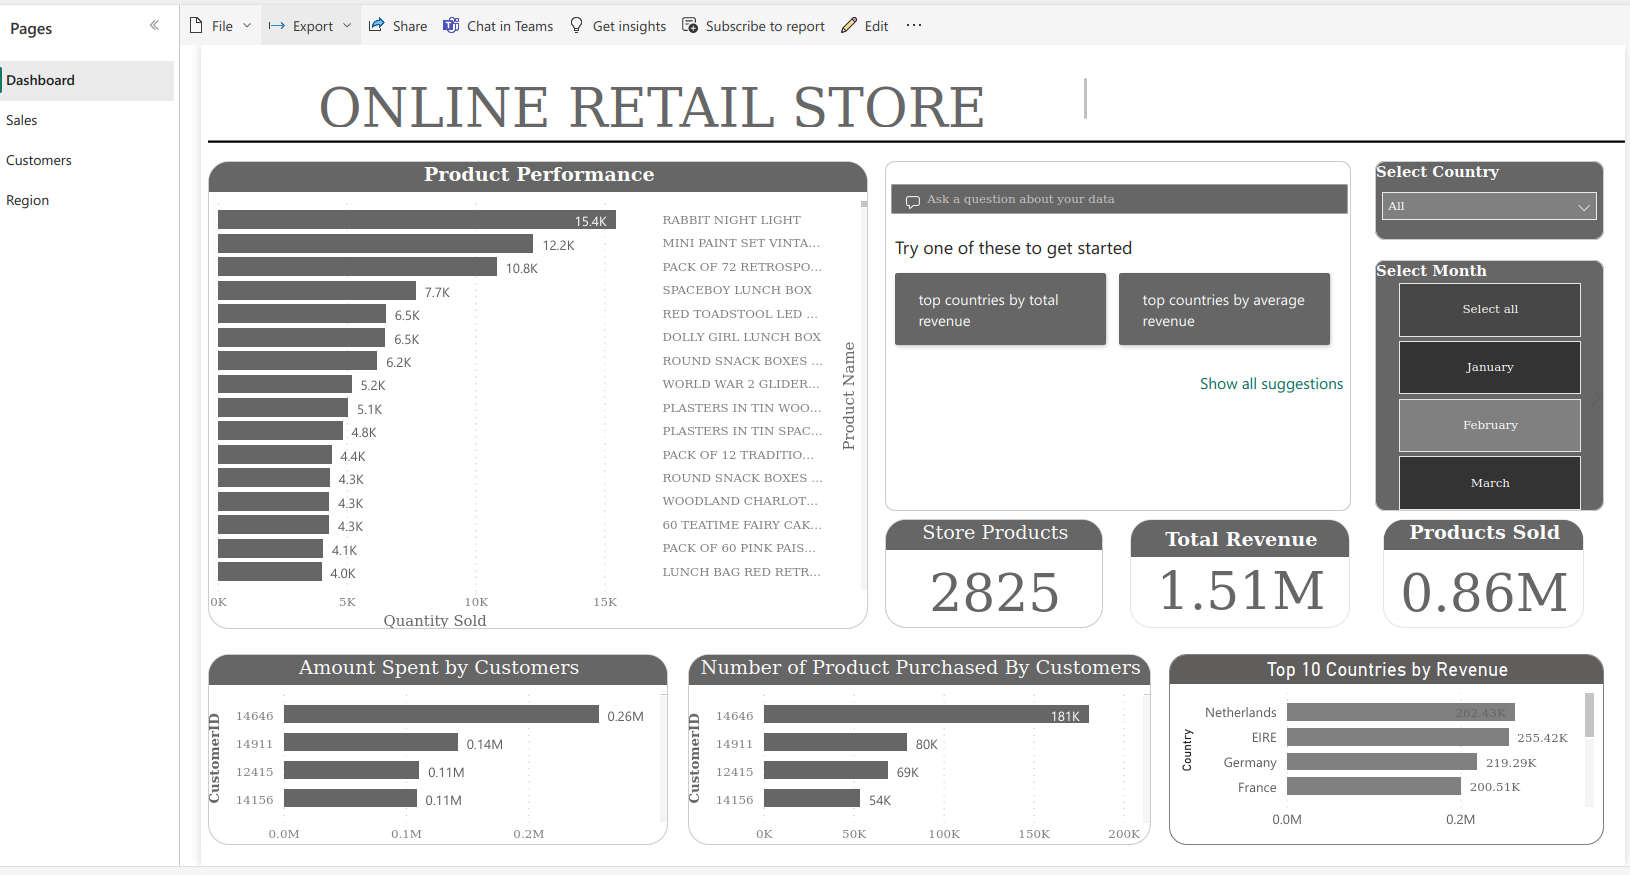 Pages
Dashboard
Sales
Customers
Region
File
Export
Share
Chat in Teams
Get insights
Subscribe to report
Edit
ONLINE RETAIL STORE
Product Performance
15.4K RABBIT NIGHT LIGHT
12.2K MINI PAINT SET VINTA...
10.8K PACK OF 72 RETROSPO...
7.7K SPACEBOY LUNCH BOX
6.5K RED TOADSTOOL LED ...
6.5K DOLLY GIRL LUNCH BOX
6.2K ROUND SNACK BOXES ...
5.2K WORLD WAR 2 GLIDER...
5.1K PLASTERS IN TIN WOO...
4.8K PLASTERS IN TIN SPAC...
4.4K PACK OF 12 TRADITIO...
4.3K ROUND SNACK BOXES ...
4.3K WOODLAND CHARLOT...
4.3K 60 TEATIME FAIRY CAK...
4.1K PACK OF 60 PINK PAIS...
4.0K LUNCH BAG RED RETR...
Product Name
0K 5K 10K 15K
Quantity Sold
Ask a question about your data
Try one of these to get started
top countries by total
revenue
top countries by average
revenue
Show all suggestions
Select Country
All
Select Month
Select all
January
February
March
Store Products
2825
Total Revenue
1.51M
Products Sold
0.86M
Amount Spent by Customers
CustomerID
14646 0.26M
14911 0.14M
12415 0.11M
14156 0.11M
0.0M 0.1M 0.2M
Number of Product Purchased By Customers
CustomerID
14646 181K
14911 80K
12415 69K
14156 54K
0K 50K 100K 150K 200K
Top 10 Countries by Revenue
Country
Netherlands 262.43K
EIRE 255.42K
Germany 219.29K
France 200.51K
0.0M 0.2M